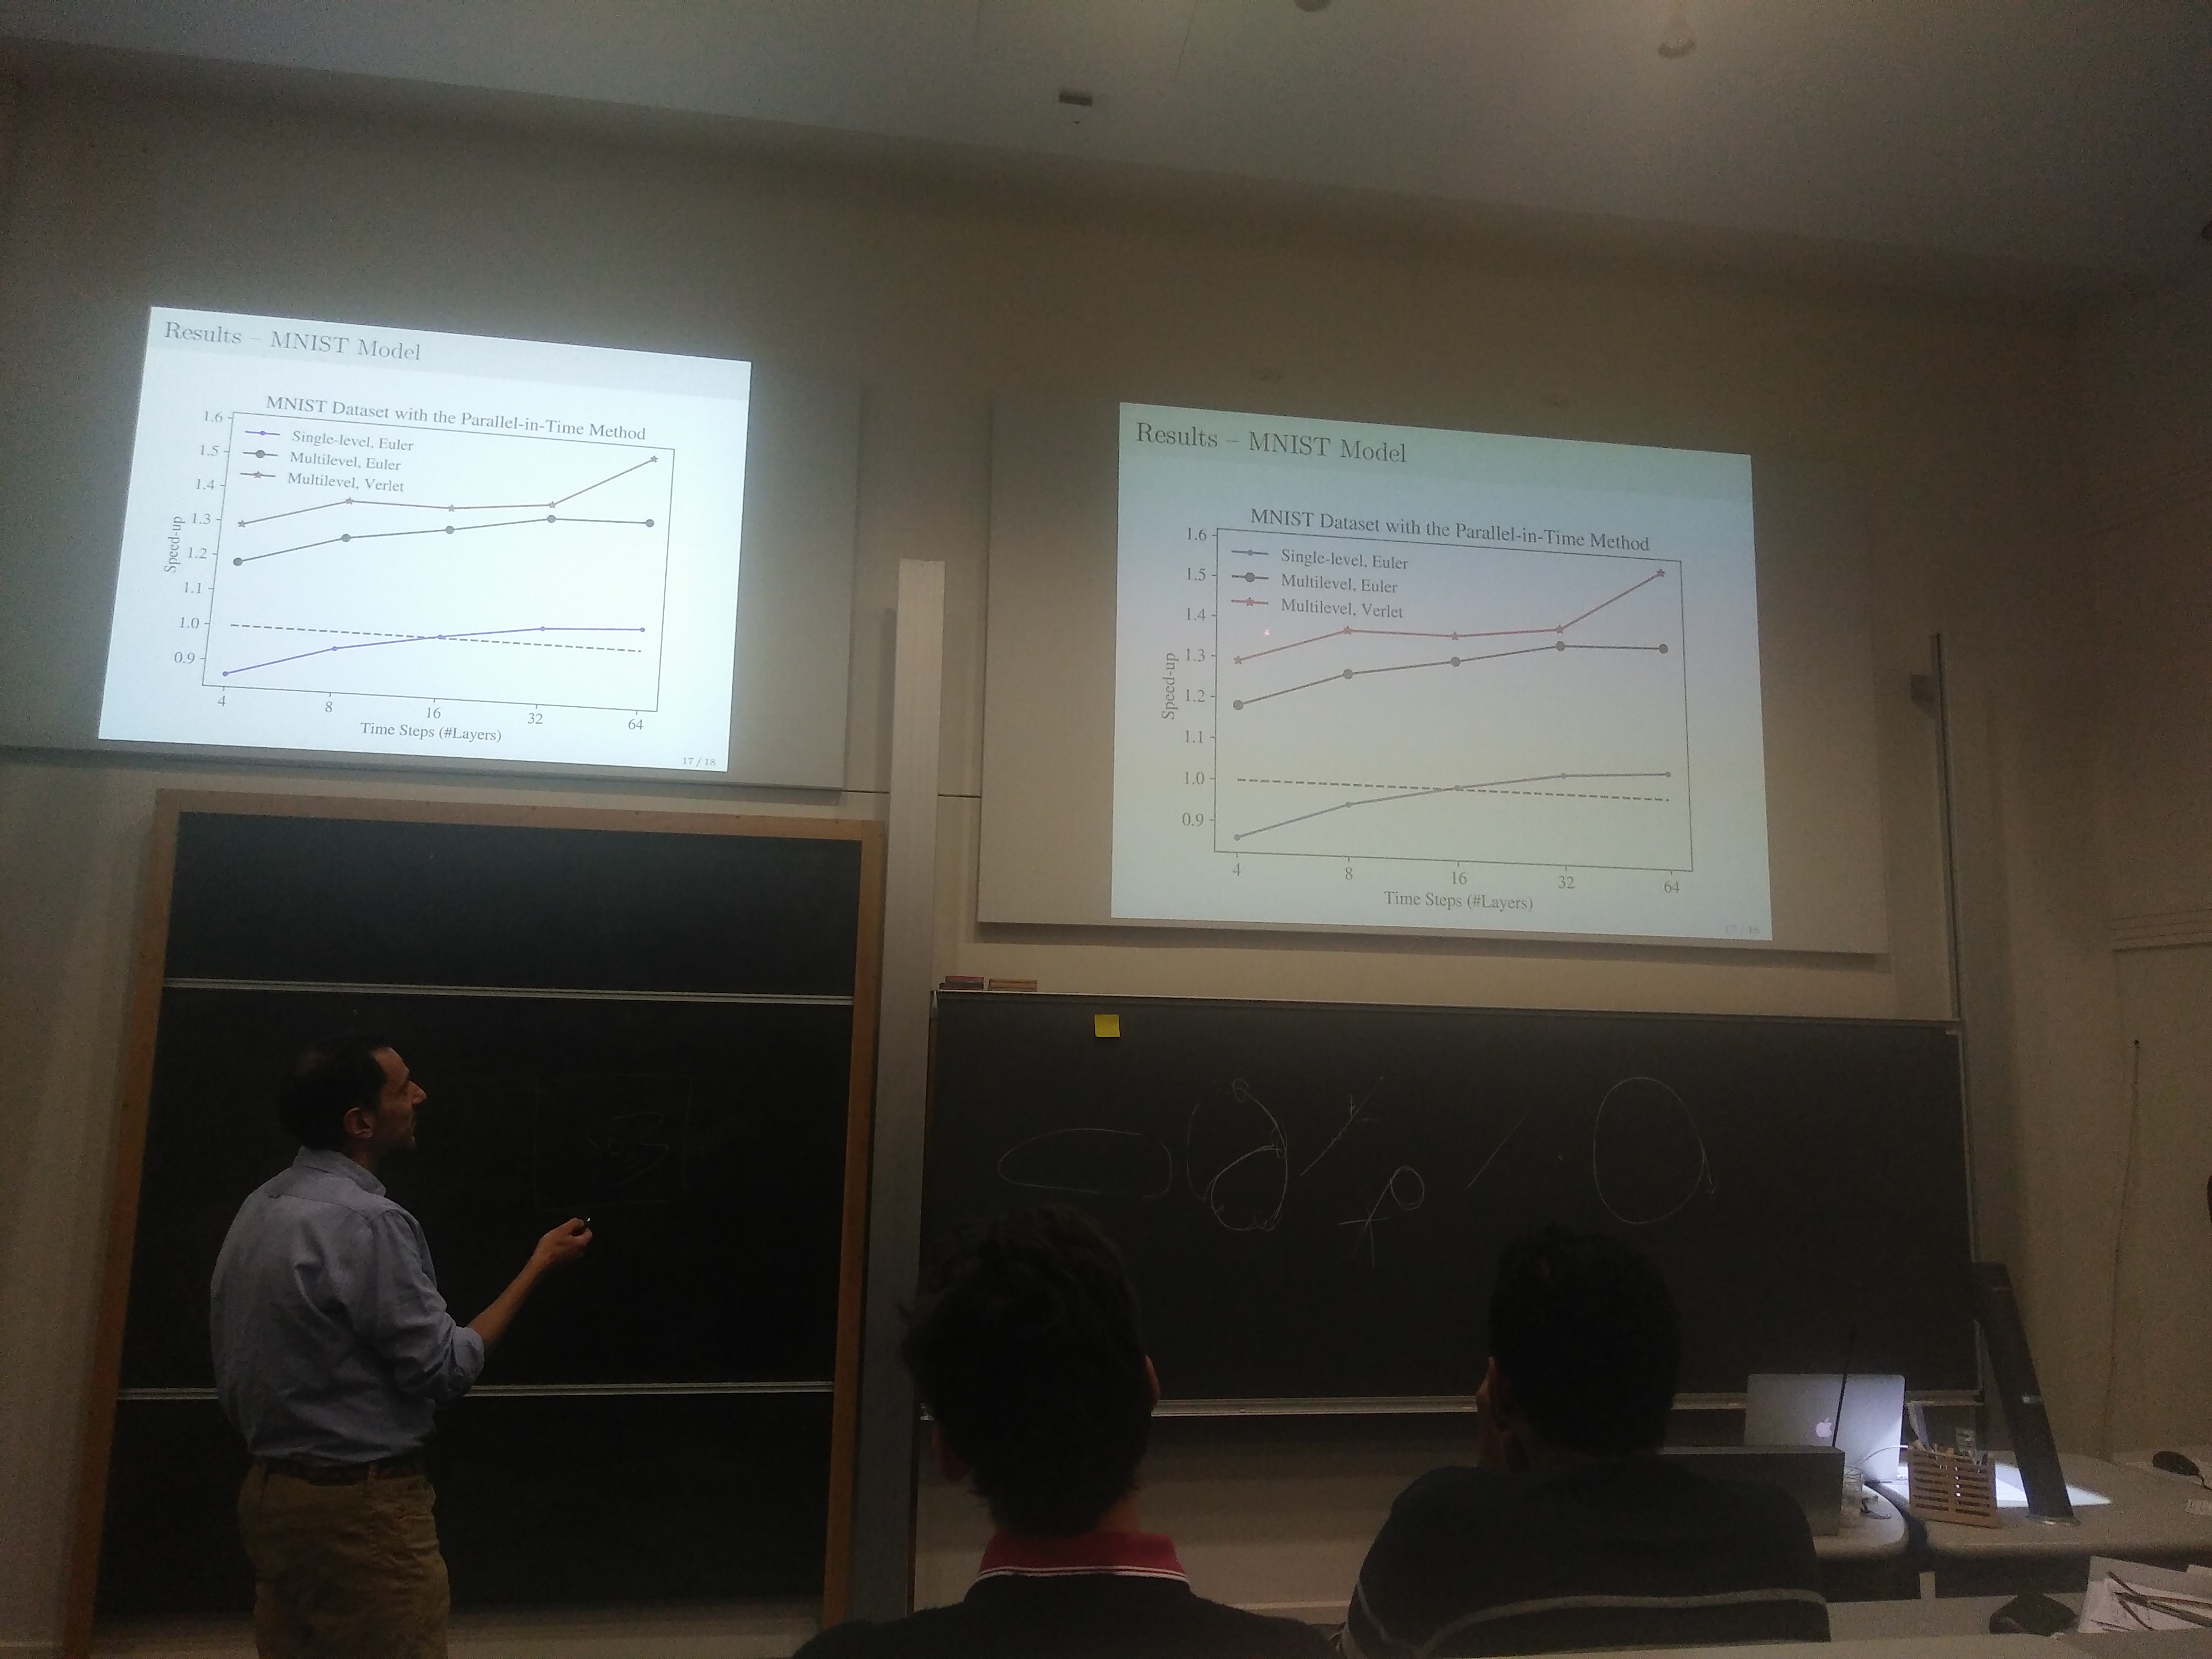 Results – MNIST Model
MNIST Dataset with the Parallel-in-Time Method
Single-level, Euler
Multilevel, Euler
Multilevel, Verlet
1.6
1.5
1.4
1.3
1.2
1.1
1.0
0.9
Speed-up
4
8
16
32
64
Time Steps (#Layers)
17 / 18
Results – MNIST Model
MNIST Dataset with the Parallel-in-Time Method
Single-level, Euler
Multilevel, Euler
Multilevel, Verlet
1.6
1.5
1.4
1.3
1.2
1.1
1.0
0.9
Speed-up
4
8
16
32
64
Time Steps (#Layers)
17 / 18